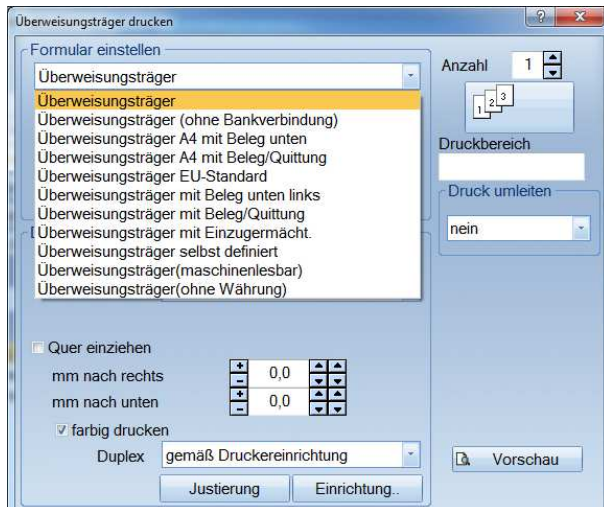 Überweisungsträger drucken
Formular einstellen
Überweisungsträger
Überweisungsträger
Überweisungsträger (ohne Bankverbindung)
Überweisungsträger A4 mit Beleg unten
Überweisungsträger A4 mit Beleg/Quittung
Überweisungsträger EU-Standard
Überweisungsträger mit Beleg unten links
Überweisungsträger mit Beleg/Quittung
Überweisungsträger mit Einzugermächt.
Überweisungsträger selbst definiert
Überweisungsträger(maschinenlesbar)
Überweisungsträger(ohne Währung)
Anzahl 1
1 2 3
Druckbereich
Druck umleiten
nein
Quer einziehen
mm nach rechts 0,0
mm nach unten 0,0
farbig drucken
Duplex gemäß Druckereinrichtung
Justierung Einrichtung..
Vorschau